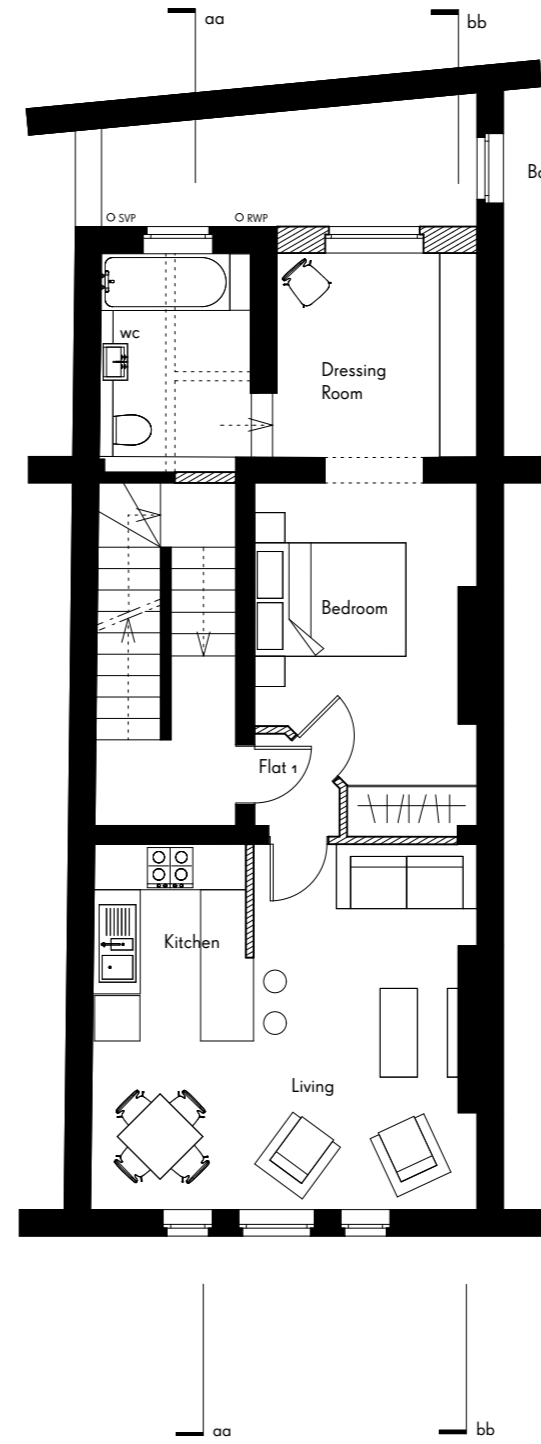 aa
bb
Ba
SVP
RWP
wc
Dressing
Room
Bedroom
Flat 1
Kitchen
Living
aa
bb